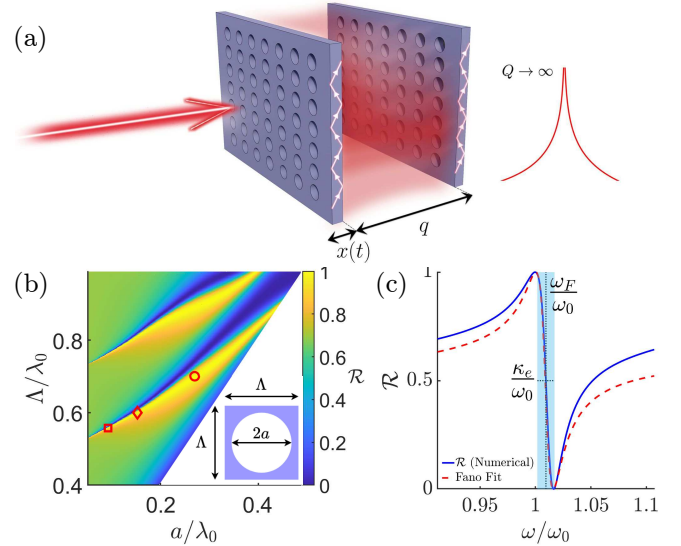 (a)
Q → ∞
x(t)
q
(b)
1
0.8
0.6
0.4
0.2
0
ℛ
Λ/λ₀
0.8
0.6
0.4
Λ
Λ
2a
0.2
0.4
a/λ₀
(c)
ℛ
1
0.5
0
ω_F/ω₀
κ_e/ω₀
ℛ (Numerical)
Fano Fit
0.95
1
1.05
1.1
ω/ω₀